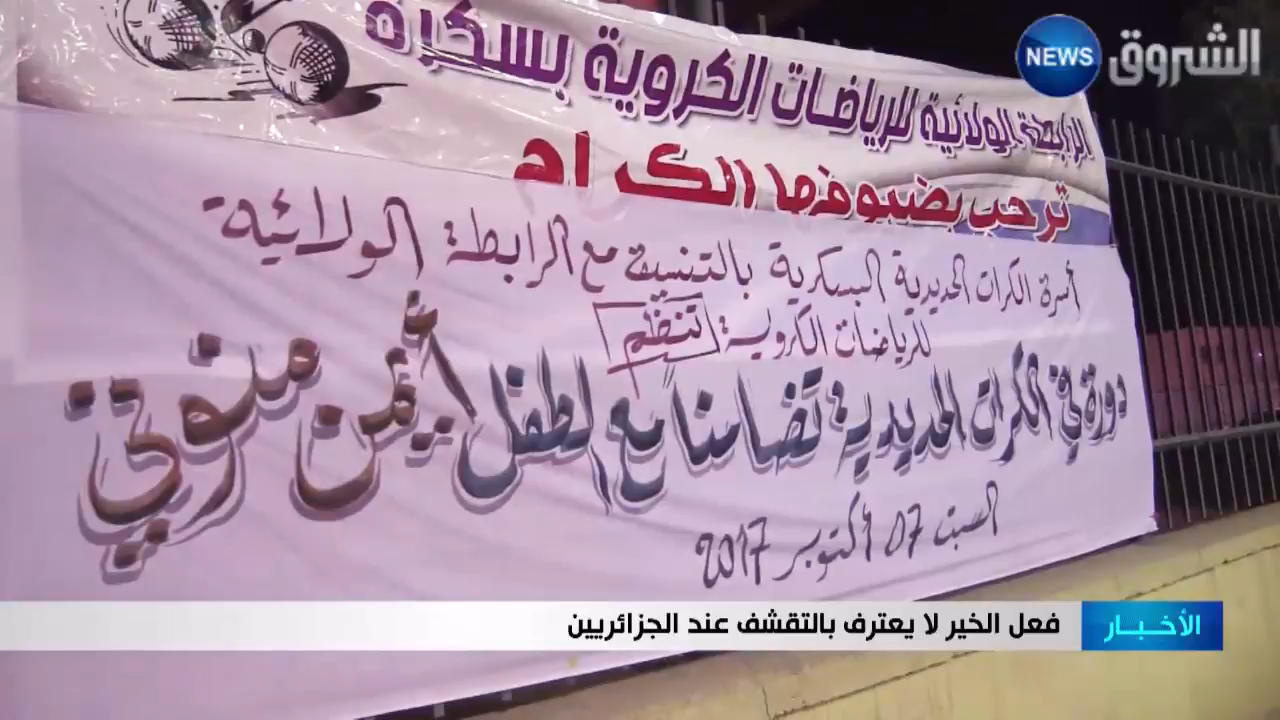 NEWS الشروق
الرابطة الولائية للرياضات الكروية بسكرة
ترحب بضيوفها الكرام
أسرة الكرات الحديدية البسكرية بالتنسيق مع الرابطة الولائية
للرياضات الكروية تنظم
دورة في الكرات الحديدية تضامنا مع الطفل أيمن منوني
السبت 07 أكتوبر 2017
الأخبار فعل الخير لا يعترف بالتقشف عند الجزائريين